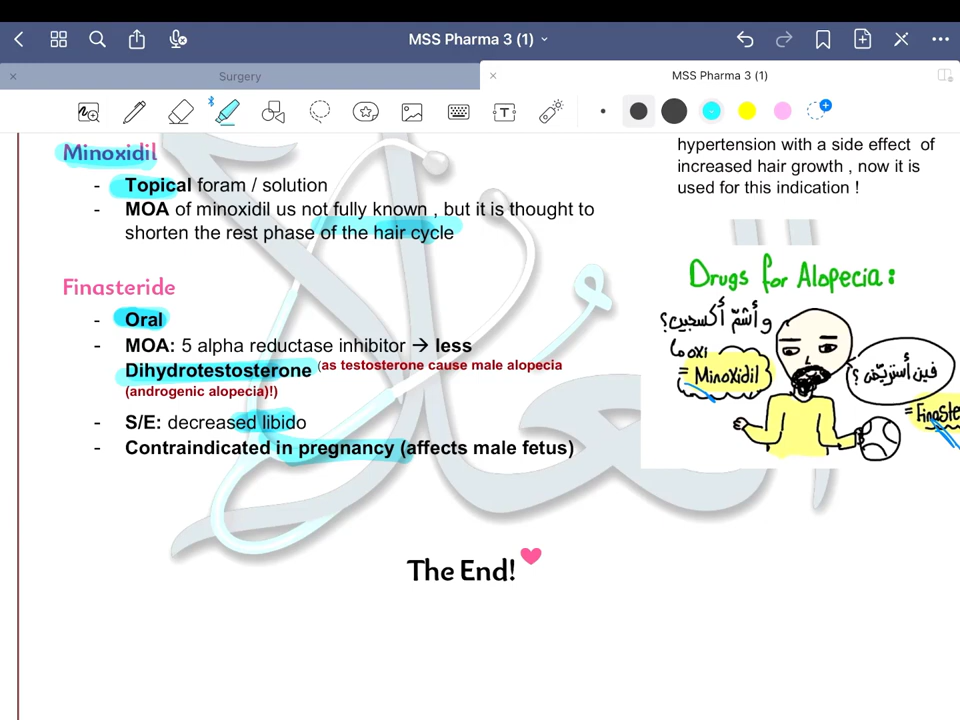 MSS Pharma 3 (1)
Surgery
MSS Pharma 3 (1)
T
hypertension with a side effect of
increased hair growth , now it is
used for this indication !
Minoxidil
- Topical foram / solution
- MOA of minoxidil us not fully known , but it is thought to
shorten the rest phase of the hair cycle
Finasteride
- Oral
- MOA: 5 alpha reductase inhibitor → less
Dihydrotestosterone (as testosterone cause male alopecia
(androgenic alopecia)!)
- S/E: decreased libido
- Contraindicated in pregnancy (affects male fetus)
Drugs for Alopecia:
و أشمّ أكسجين؟
oxi
= Minoxidil
فين أستريّض ؟
= Finaste
The End!